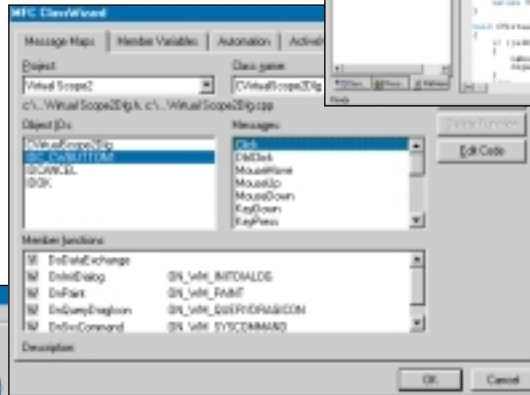 MFC ClassWizard
Message Maps Member Variables Automation ActiveX
Project: Class name:
Virtual Scope2 CVirtualScope2Dlg
c:\...\Virtual Scope2Dlg.h, c:\...\Virtual Scope2Dlg.cpp
Object IDs: Messages:
Delete Function
CVirtualScope2Dlg Click
IDC_CWBUTTON1 DblClick
Edit Code
IDCANCEL MouseMove
IDOK MouseUp
MouseDown
KeyDown
KeyPress
Member functions:
W DoDataExchange
W OnInitDialog ON_WM_INITDIALOG
W OnPaint ON_WM_PAINT
W OnQueryDragIcon ON_WM_QUERYDRAGICON
W OnSysCommand ON_WM_SYSCOMMAND
Description:
OK Cancel
Ready